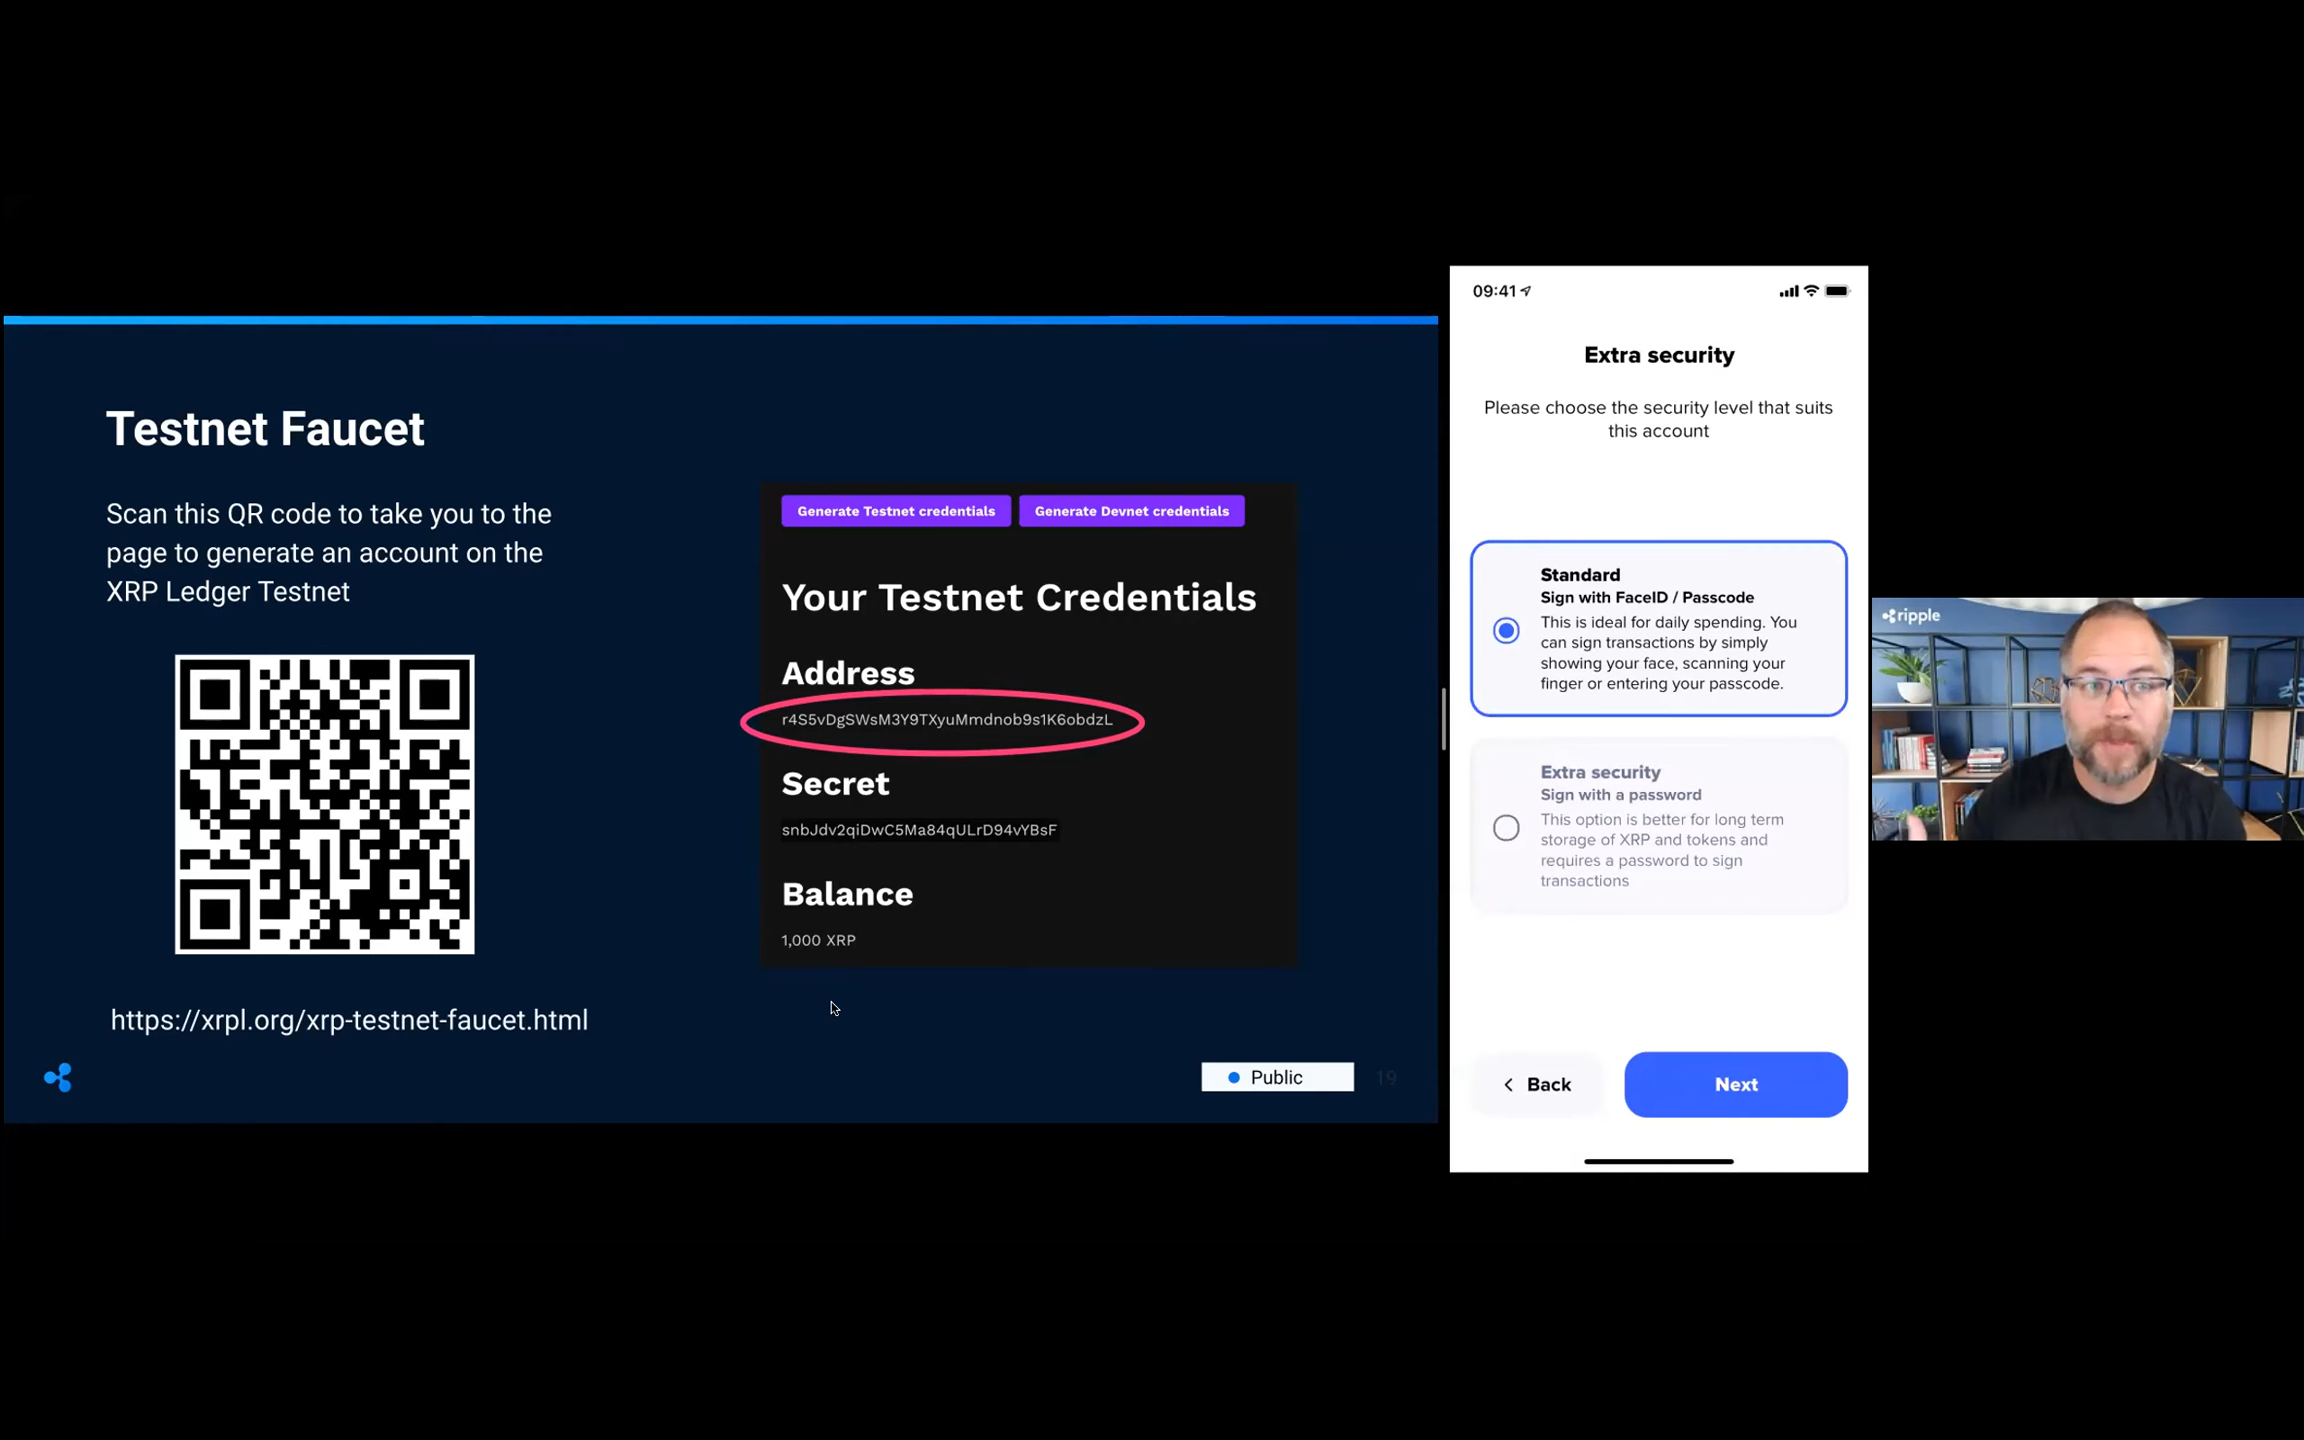 Testnet Faucet
Scan this QR code to take you to the
page to generate an account on the
XRP Ledger Testnet
https://xrpl.org/xrp-testnet-faucet.html
Generate Testnet credentials
Generate Devnet credentials
Your Testnet Credentials
Address
r4S5vDgSWsM3Y9TXyuMmdnob9s1K6obdzL
Secret
snbJdv2qiDwC5Ma84qULrD94vYBsF
Balance
1,000 XRP
Public
19
09:41
Extra security
Please choose the security level that suits
this account
Standard
Sign with FaceID / Passcode
This is ideal for daily spending. You
can sign transactions by simply
showing your face, scanning your
finger or entering your passcode.
Extra security
Sign with a password
This option is better for long term
storage of XRP and tokens and
requires a password to sign
transactions
Back
Next
ripple